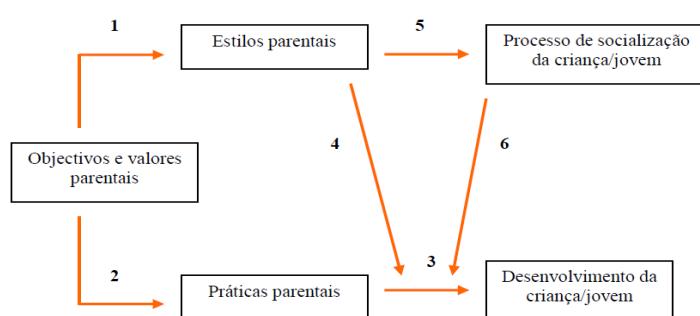 1
5
Estilos parentais
Processo de socialização
da criança/jovem
4
6
Objectivos e valores
parentais
2
3
Práticas parentais
Desenvolvimento da
criança/jovem